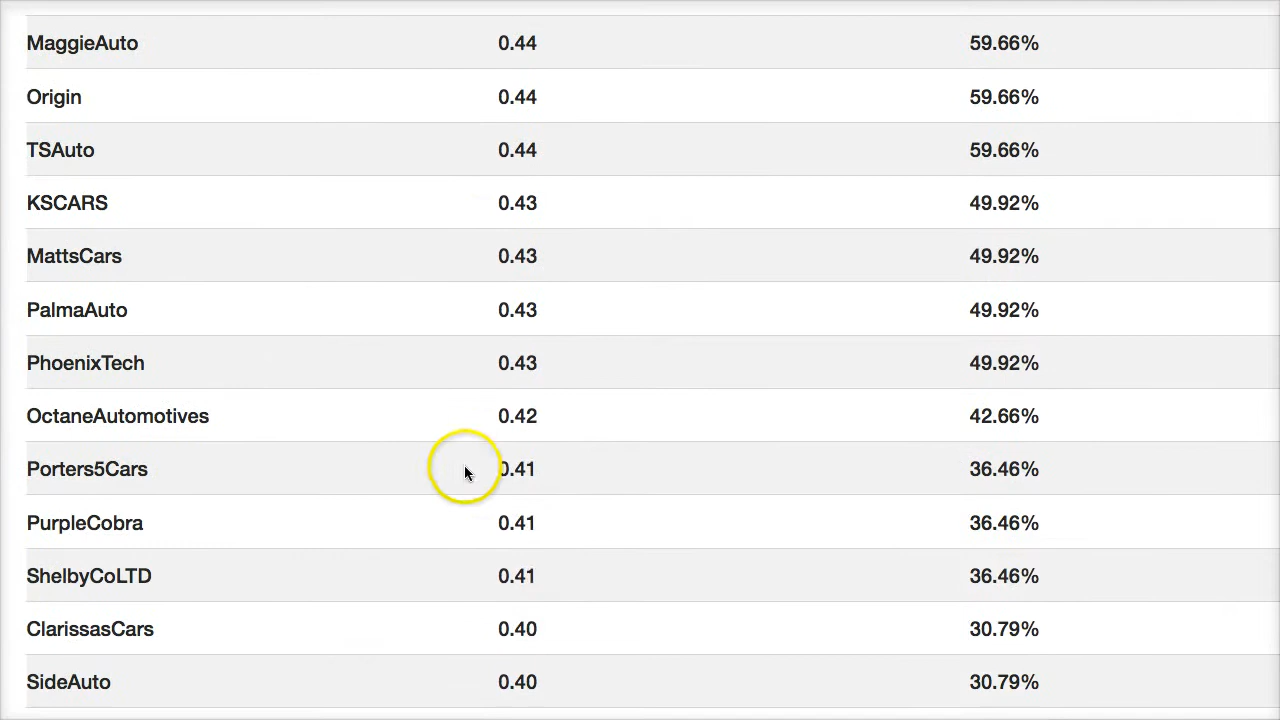 MaggieAuto 0.44 59.66%
Origin 0.44 59.66%
TSAuto 0.44 59.66%
KSCARS 0.43 49.92%
MattsCars 0.43 49.92%
PalmaAuto 0.43 49.92%
PhoenixTech 0.43 49.92%
OctaneAutomotives 0.42 42.66%
Porters5Cars 0.41 36.46%
PurpleCobra 0.41 36.46%
ShelbyCoLTD 0.41 36.46%
ClarissasCars 0.40 30.79%
SideAuto 0.40 30.79%